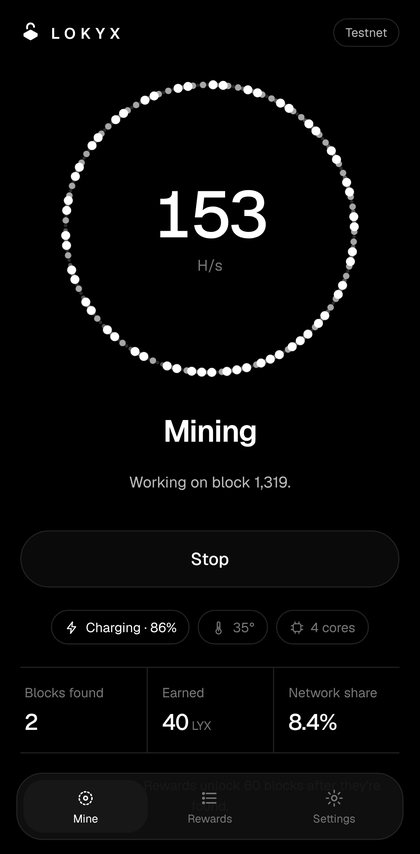 LOKYX
Testnet
153
H/s
Mining
Working on block 1,319.
Stop
Charging · 86%
35°
4 cores
Blocks found
Earned
Network share
2
40 LYX
8.4%
Rewards unlock 60 blocks after they're
found.
Mine
Rewards
Settings